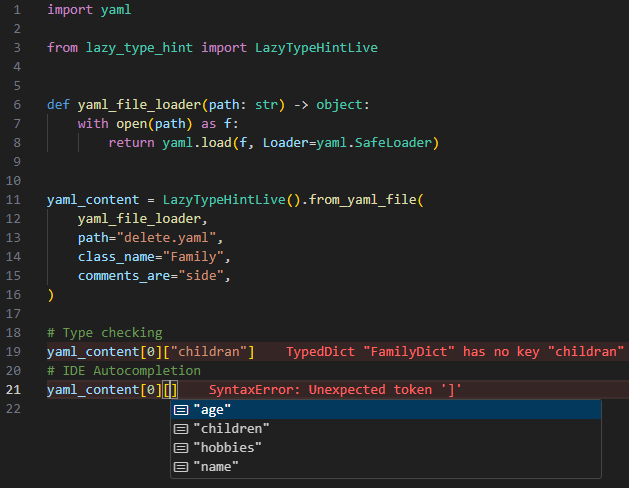 1 import yaml
2
3 from lazy_type_hint import LazyTypeHintLive
4
5
6 def yaml_file_loader(path: str) -> object:
7     with open(path) as f:
8         return yaml.load(f, Loader=yaml.SafeLoader)
9
10
11 yaml_content = LazyTypeHintLive().from_yaml_file(
12     yaml_file_loader,
13     path="delete.yaml",
14     class_name="Family",
15     comments_are="side",
16 )
17
18 # Type checking
19 yaml_content[0]["childran"]    TypedDict "FamilyDict" has no key "childran"
20 # IDE Autocompletion
21 yaml_content[0][]    SyntaxError: Unexpected token ']'
22
"age"
"children"
"hobbies"
"name"